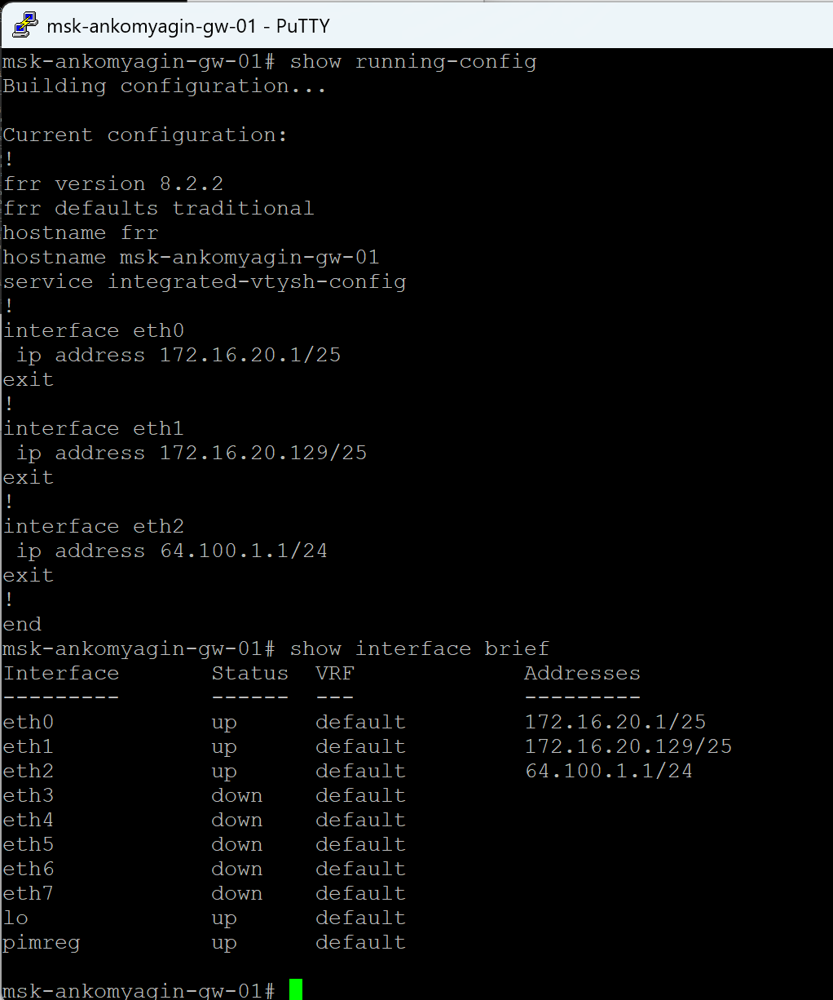 msk-ankomyagin-gw-01 - PuTTY
msk-ankomyagin-gw-01# show running-config
Building configuration...
Current configuration:
!
frr version 8.2.2
frr defaults traditional
hostname frr
hostname msk-ankomyagin-gw-01
service integrated-vtysh-config
!
interface eth0
 ip address 172.16.20.1/25
exit
!
interface eth1
 ip address 172.16.20.129/25
exit
!
interface eth2
 ip address 64.100.1.1/24
exit
!
end
msk-ankomyagin-gw-01# show interface brief
Interface       Status  VRF             Addresses
---------       ------  ---             ---------
eth0            up      default         172.16.20.1/25
eth1            up      default         172.16.20.129/25
eth2            up      default         64.100.1.1/24
eth3            down    default
eth4            down    default
eth5            down    default
eth6            down    default
eth7            down    default
lo              up      default
pimreg          up      default
msk-ankomyagin-gw-01#